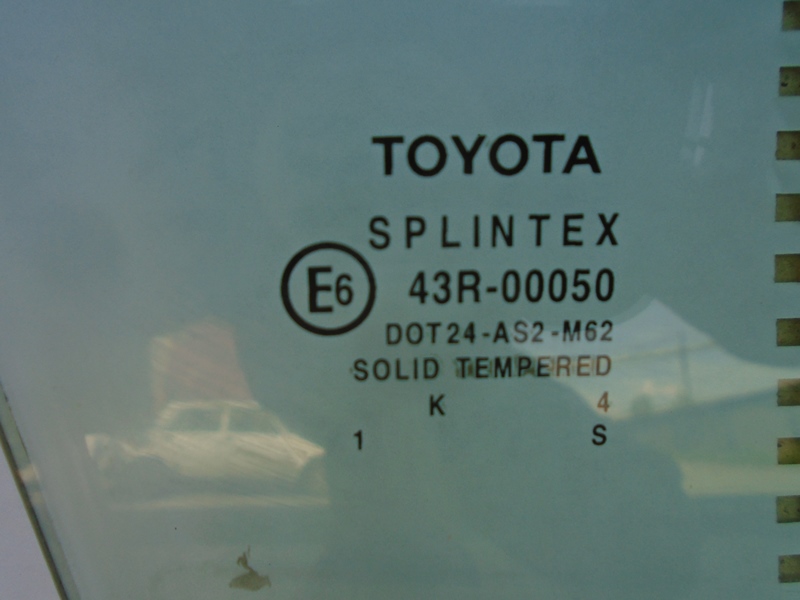 TOYOTA
SPLINTEX
E6 43R-00050
DOT24-AS2-M62
SOLID TEMPERED
K 4
1 S